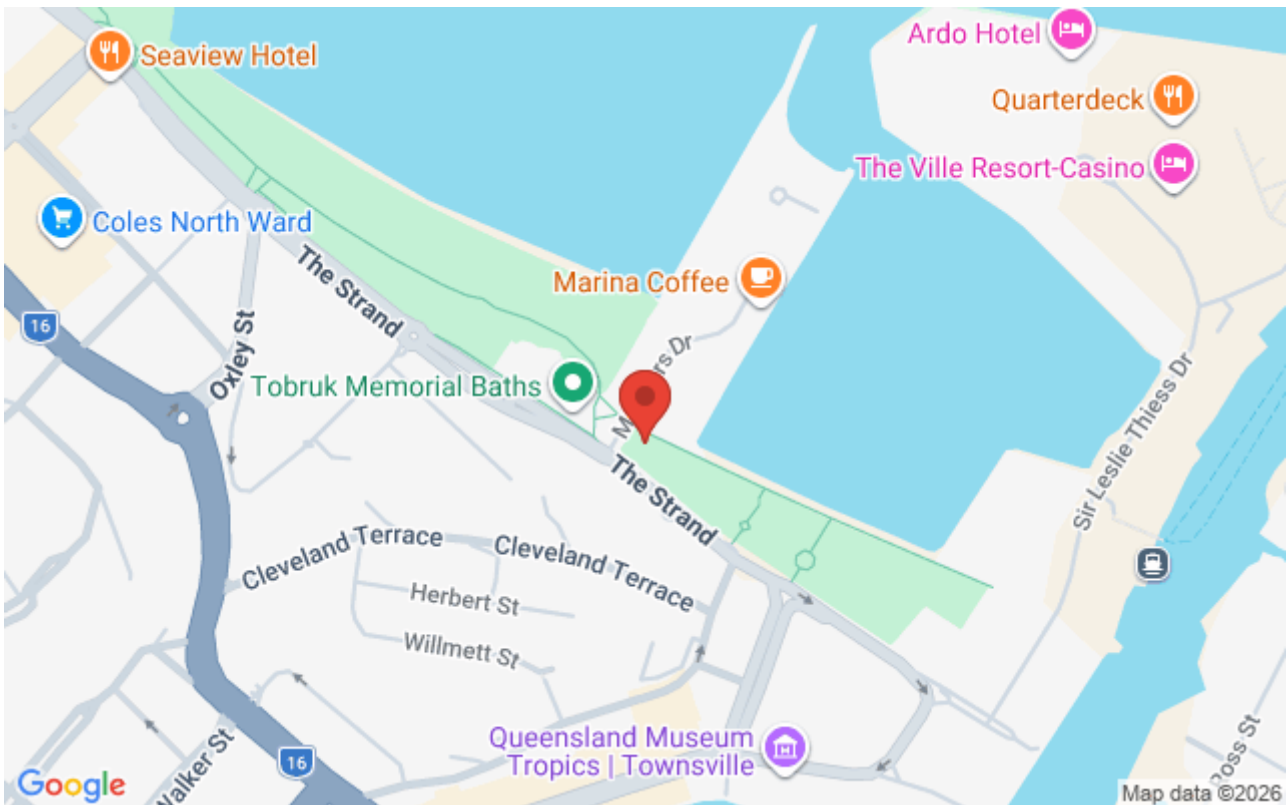 Seaview Hotel
Ardo Hotel
Quarterdeck
The Ville Resort-Casino
Coles North Ward
The Strand
Marina Coffee
16
Oxley St
Tobruk Memorial Baths
The Strand
Sir Leslie Thiess Dr
Cleveland Terrace
Cleveland Terrace
Herbert St
Willmett St
Queensland Museum
Tropics | Townsville
16
Walker St
Ross St
Google
Map data ©2026